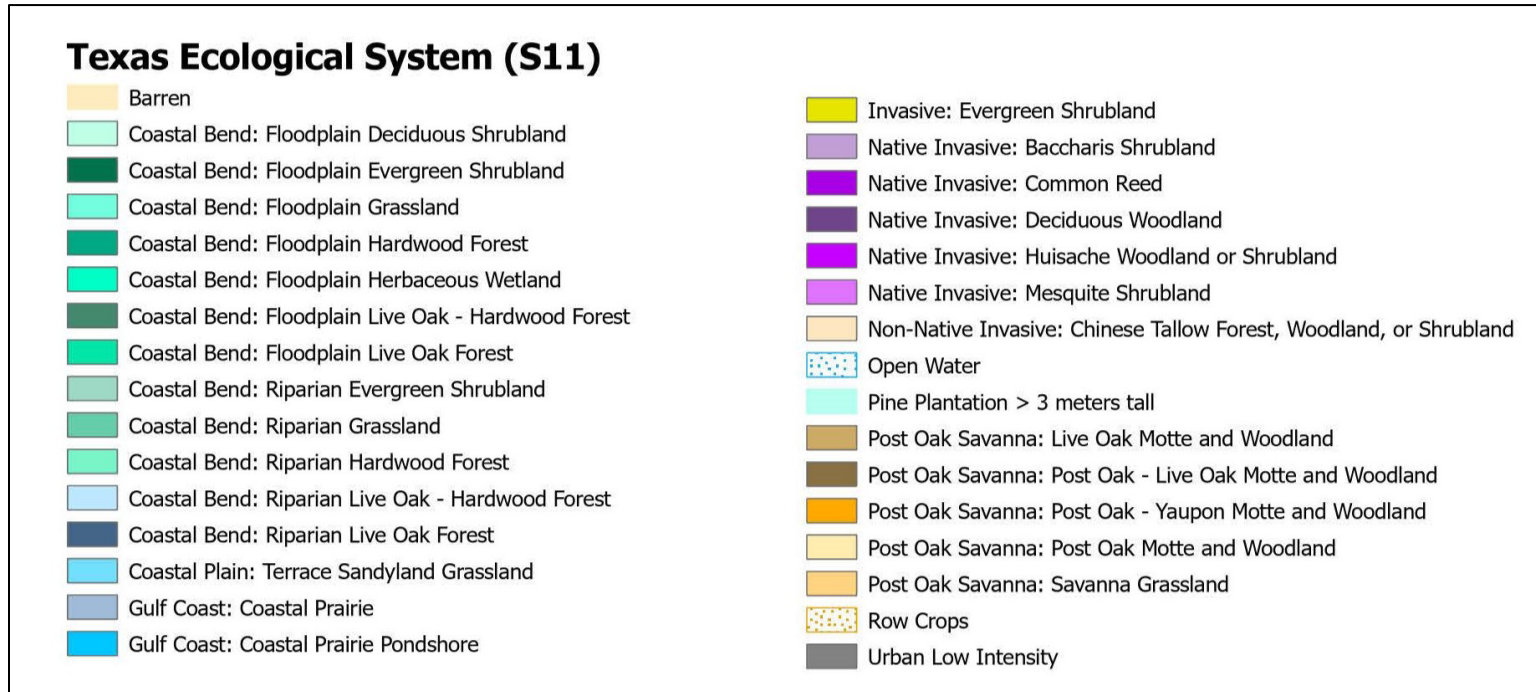 Texas Ecological System (S11)
Barren
Coastal Bend: Floodplain Deciduous Shrubland
Coastal Bend: Floodplain Evergreen Shrubland
Coastal Bend: Floodplain Grassland
Coastal Bend: Floodplain Hardwood Forest
Coastal Bend: Floodplain Herbaceous Wetland
Coastal Bend: Floodplain Live Oak - Hardwood Forest
Coastal Bend: Floodplain Live Oak Forest
Coastal Bend: Riparian Evergreen Shrubland
Coastal Bend: Riparian Grassland
Coastal Bend: Riparian Hardwood Forest
Coastal Bend: Riparian Live Oak - Hardwood Forest
Coastal Bend: Riparian Live Oak Forest
Coastal Plain: Terrace Sandyland Grassland
Gulf Coast: Coastal Prairie
Gulf Coast: Coastal Prairie Pondshore
Invasive: Evergreen Shrubland
Native Invasive: Baccharis Shrubland
Native Invasive: Common Reed
Native Invasive: Deciduous Woodland
Native Invasive: Huisache Woodland or Shrubland
Native Invasive: Mesquite Shrubland
Non-Native Invasive: Chinese Tallow Forest, Woodland, or Shrubland
Open Water
Pine Plantation > 3 meters tall
Post Oak Savanna: Live Oak Motte and Woodland
Post Oak Savanna: Post Oak - Live Oak Motte and Woodland
Post Oak Savanna: Post Oak - Yaupon Motte and Woodland
Post Oak Savanna: Post Oak Motte and Woodland
Post Oak Savanna: Savanna Grassland
Row Crops
Urban Low Intensity